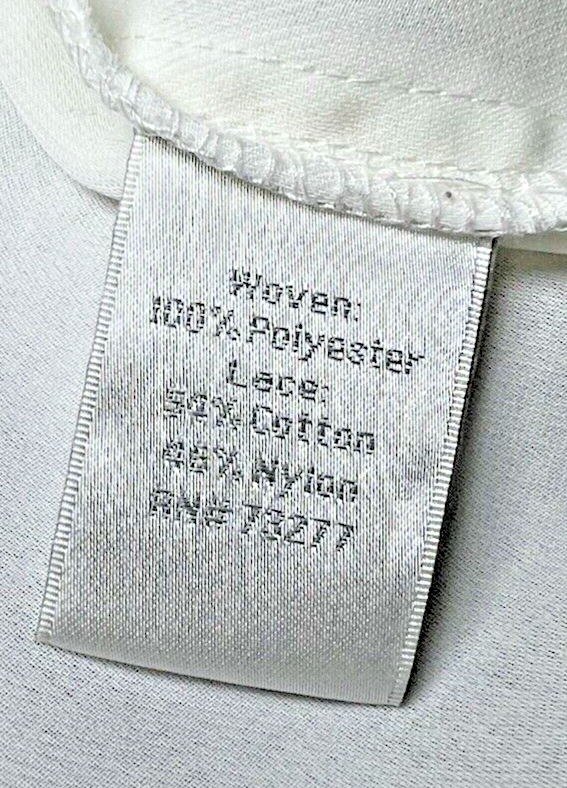 Woven:
100% Polyester
Lace:
54% Cotton
46% Nylon
RN# 73277